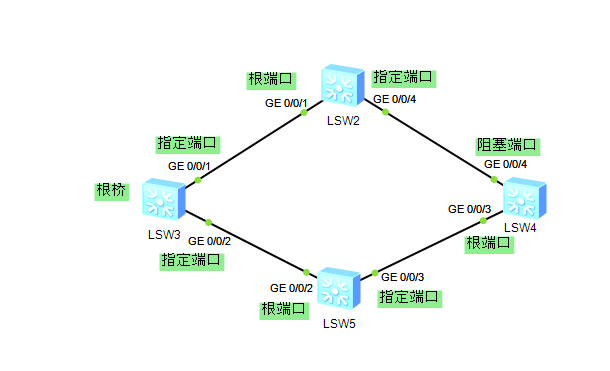 根端口
指定端口
GE 0/0/1
GE 0/0/4
LSW2
指定端口
阻塞端口
GE 0/0/1
GE 0/0/4
根桥
GE 0/0/3
LSW3
GE 0/0/2
LSW4
根端口
指定端口
GE 0/0/2
GE 0/0/3
根端口
指定端口
LSW5